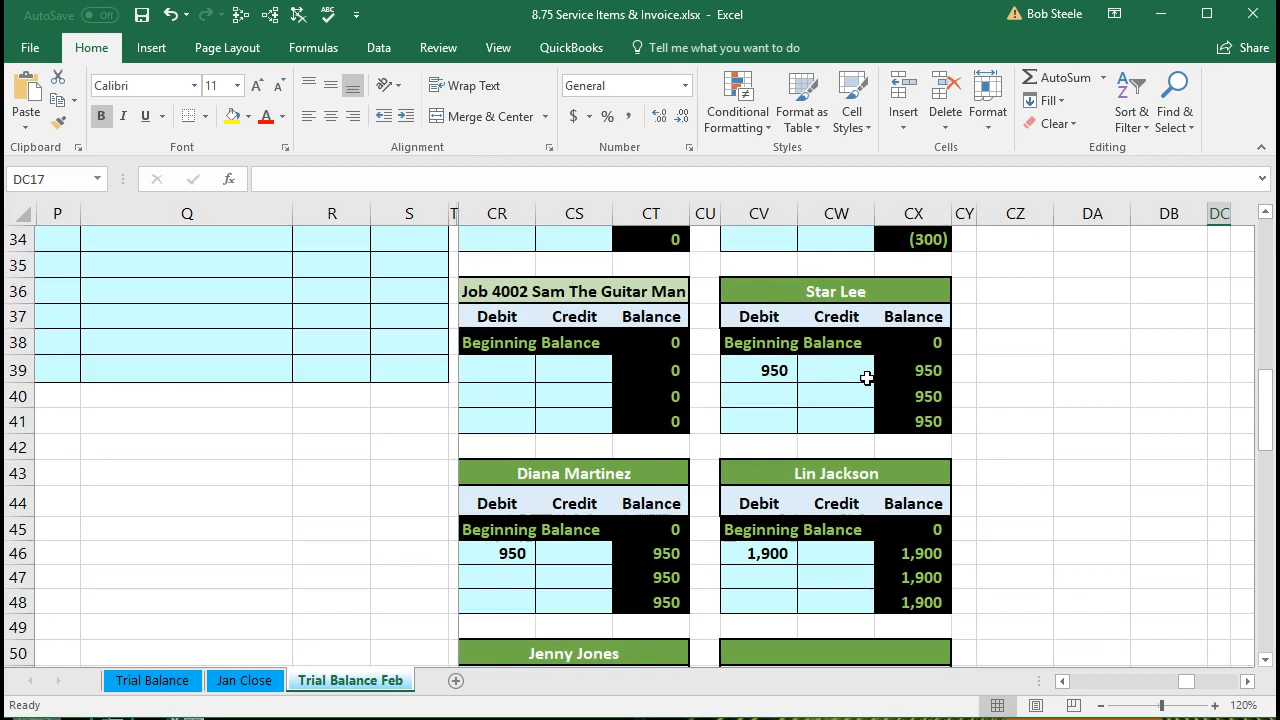 AutoSave Off 8.75 Service Items & Invoice.xlsx - Excel Bob Steele
File Home Insert Page Layout Formulas Data Review View QuickBooks Tell me what you want to do Share
Calibri 11 A A Wrap Text General AutoSum
Paste B I U A Merge & Center $ % , Conditional Formatting Format as Table Cell Styles Insert Delete Format Fill Clear Sort & Filter Find & Select
Clipboard Font Alignment Number Styles Cells Editing
DC17 fx
P Q R S T CR CS CT CU CV CW CX CY CZ DA DB DC
34 0 (300)
35
36 Job 4002 Sam The Guitar Man Star Lee
37 Debit Credit Balance Debit Credit Balance
38 Beginning Balance 0 Beginning Balance 0
39 0 950 950
40 0 950
41 0 950
42
43 Diana Martinez Lin Jackson
44 Debit Credit Balance Debit Credit Balance
45 Beginning Balance 0 Beginning Balance 0
46 950 950 1,900 1,900
47 950 1,900
48 950 1,900
49
50 Jenny Jones
Trial Balance Jan Close Trial Balance Feb
Ready 120%